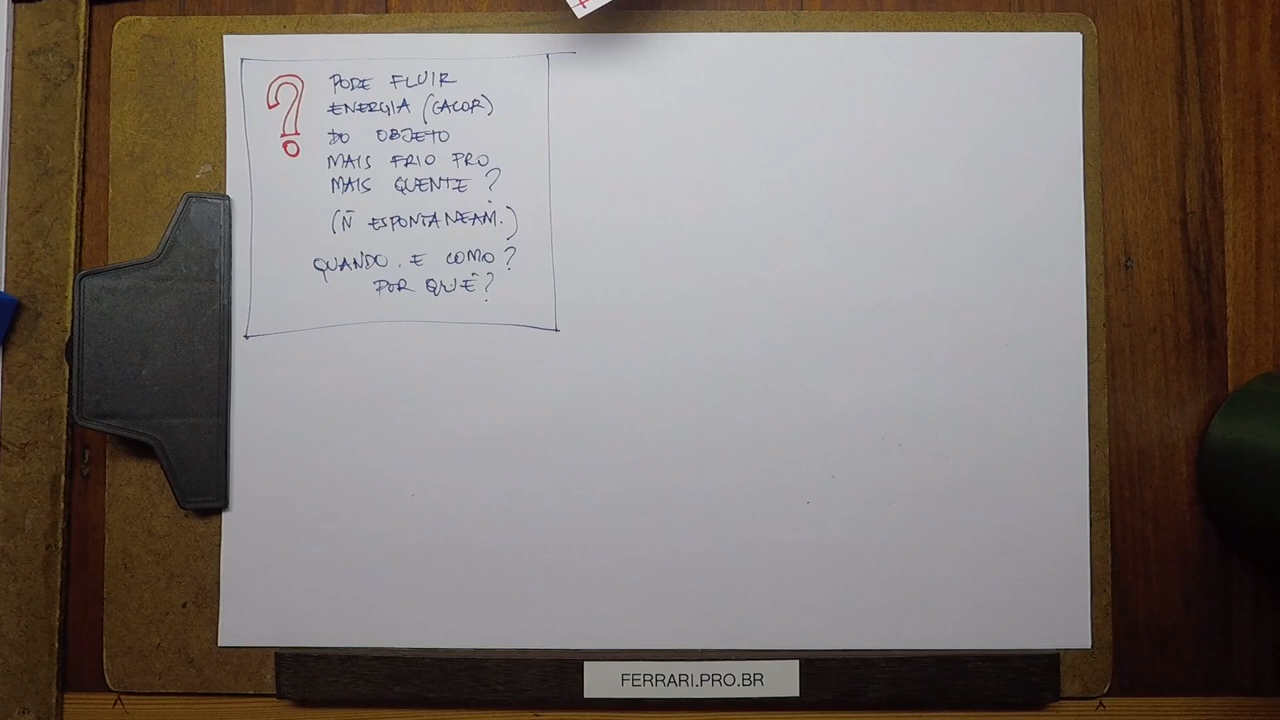 ?
PODE FLUIR
ENERGIA (CALOR)
DO OBJETO
MAIS FRIO PRO
MAIS QUENTE?
(Ñ ESPONTANEAM.)
QUANDO. E COMO?
POR QUÊ?
FERRARI.PRO.BR